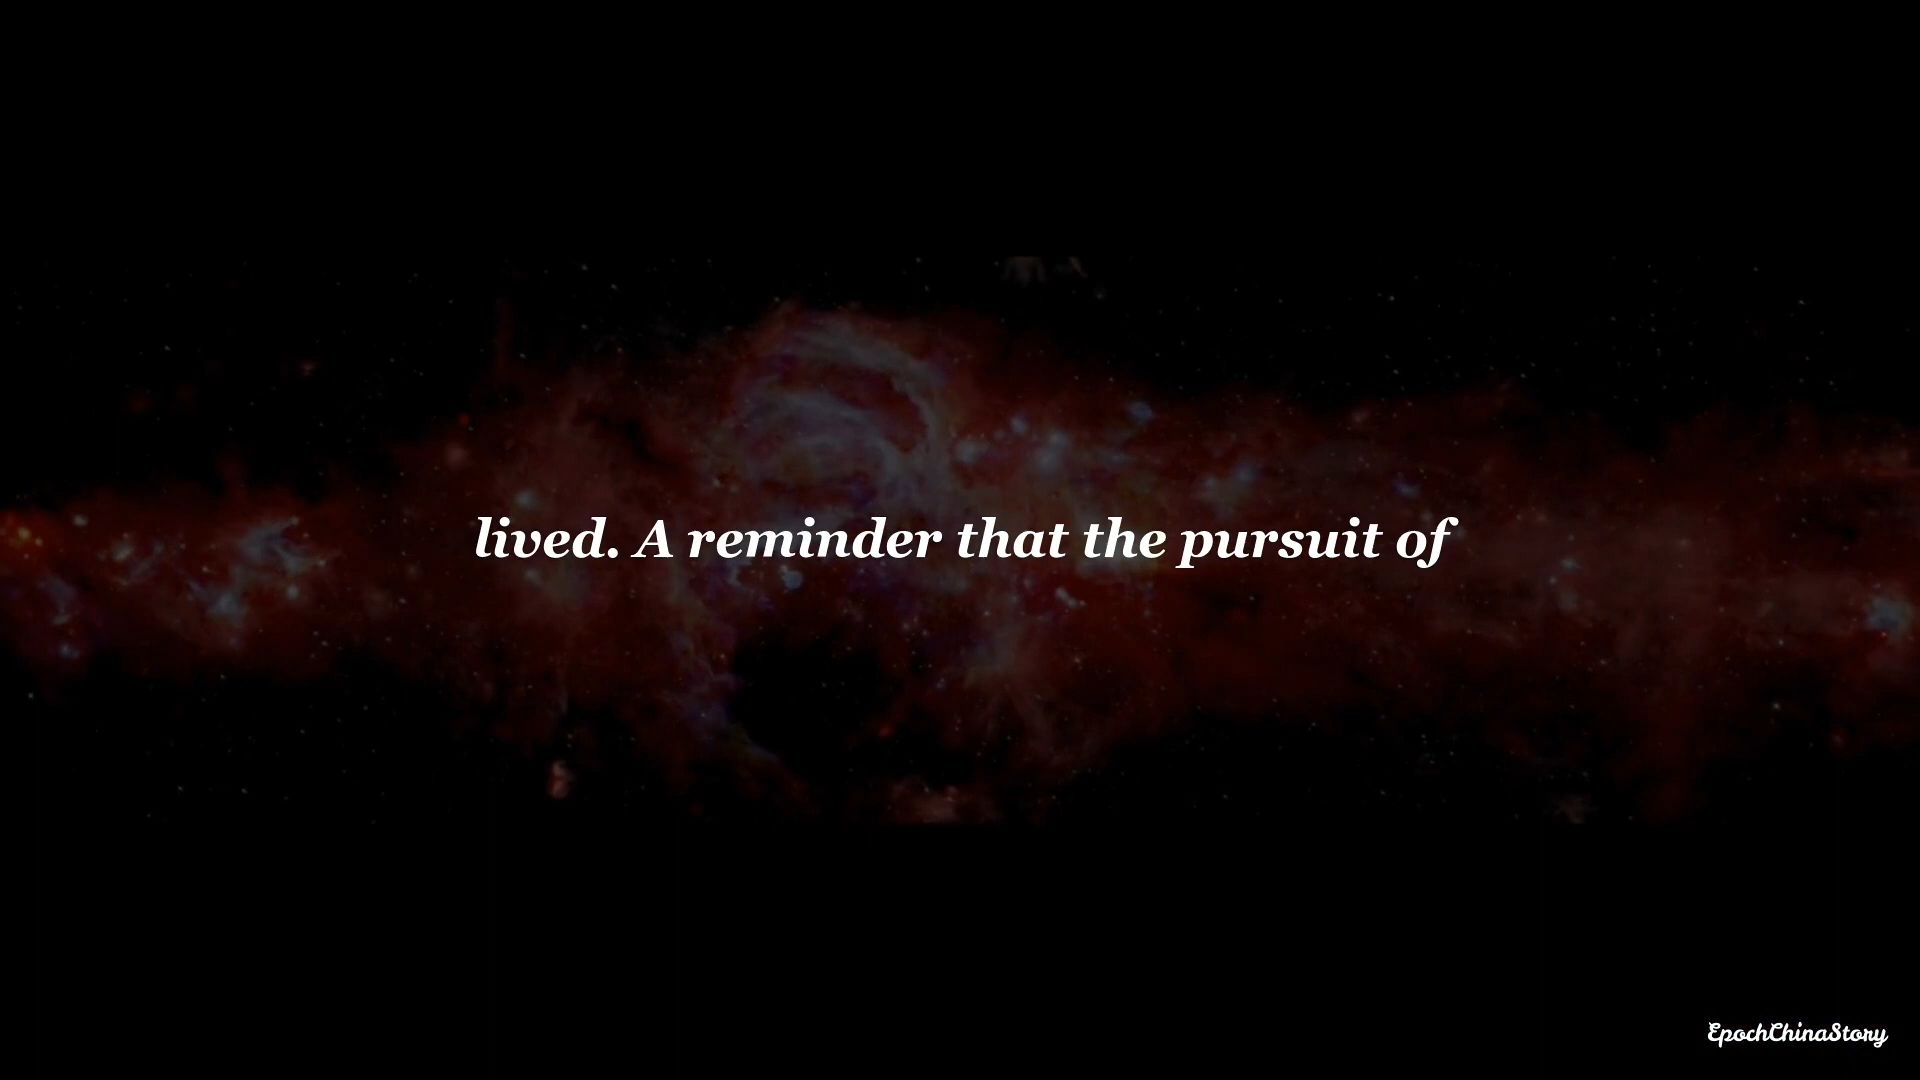 lived. A reminder that the pursuit of
EpochChinaStory